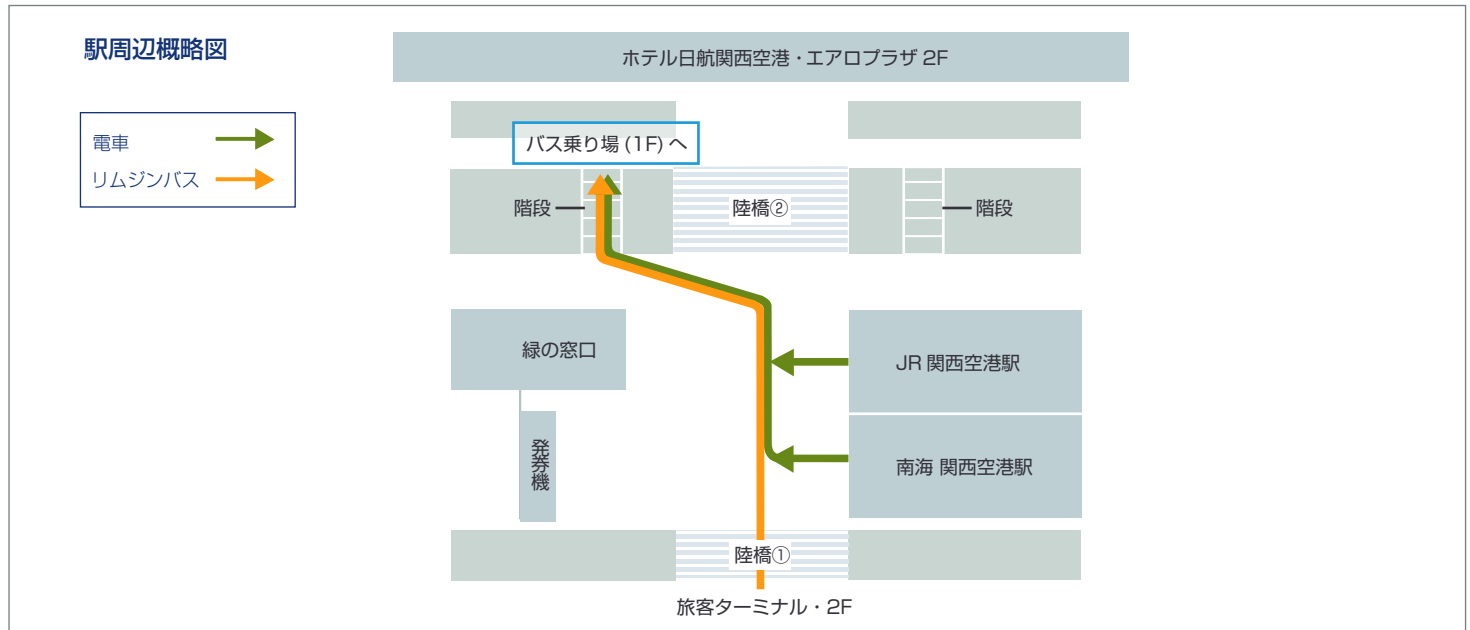 駅周辺概略図
ホテル日航関西空港・エアロプラザ 2F
電車
リムジンバス
バス乗り場 (1F) へ
階段
陸橋②
階段
緑の窓口
JR 関西空港駅
発券機
南海 関西空港駅
陸橋①
旅客ターミナル・2F